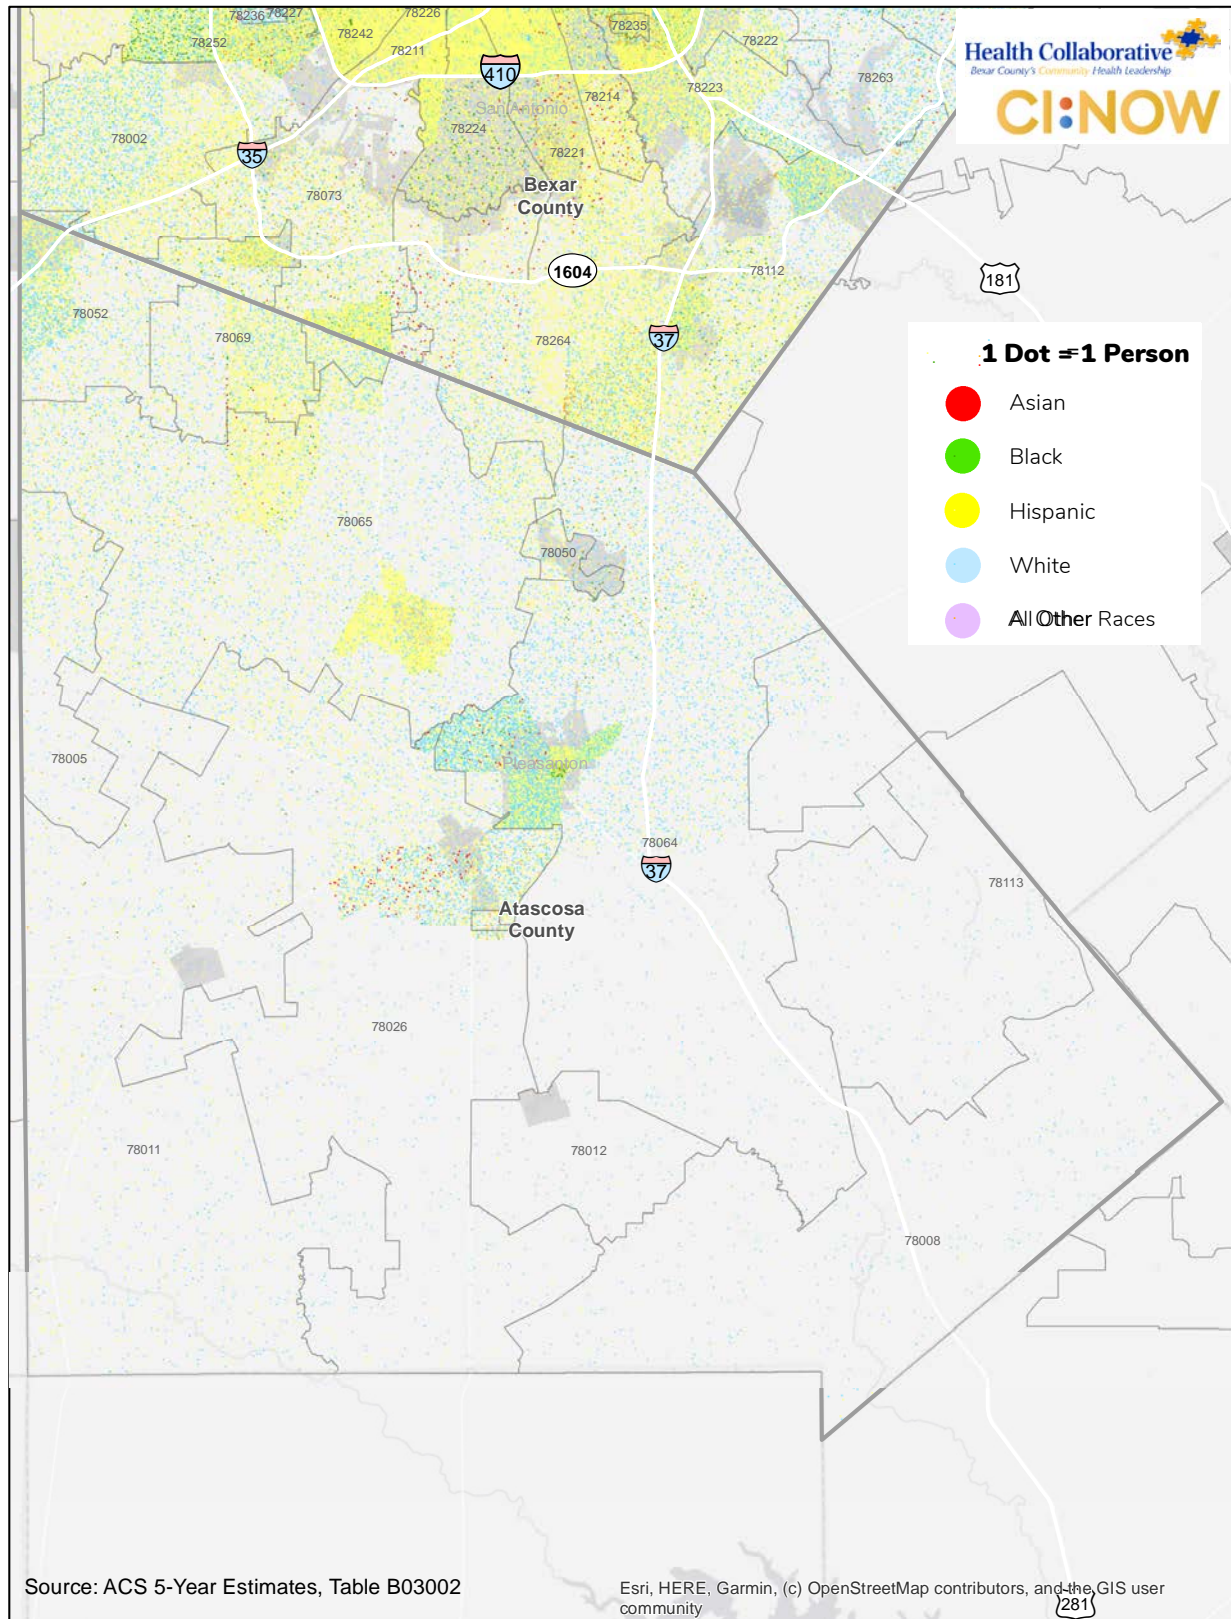 78236
78227
78226
78235
78252
78242
78211
78222
Health Collaborative
Bexar County's Community Health Leadership
CI:NOW
410
78263
78223
San Antonio
78214
78224
78002
35
78221
78073
Bexar
County
1604
78112
181
78052
78069
78264
37
1 Dot = 1 Person
Asian
Black
Hispanic
White
All Other Races
78065
78050
78005
Pleasanton
78064
37
78113
Atascosa
County
78026
78011
78012
78008
Source: ACS 5-Year Estimates, Table B03002
Esri, HERE, Garmin, (c) OpenStreetMap contributors, and the GIS user
community
281